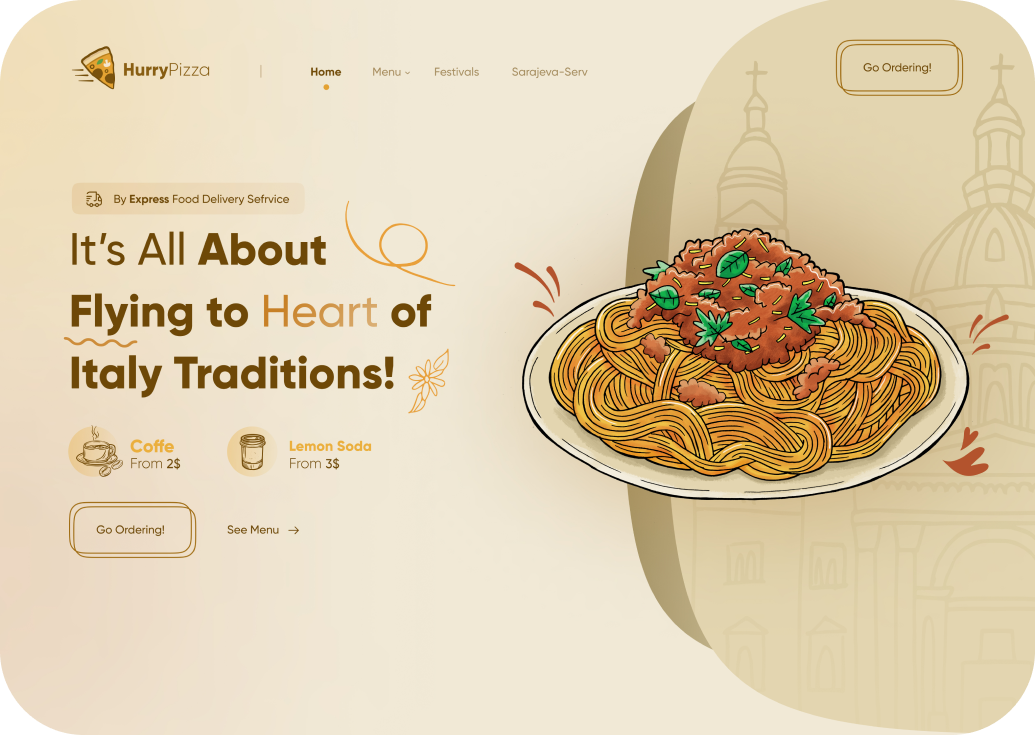 HurryPizza
|
Home
Menu
Festivals
Sarajeva-Serv
Go Ordering!
By Express Food Delivery Sefrvice
It's All About
Flying to Heart of
Italy Traditions!
Coffe
From 2$
Lemon Soda
From 3$
Go Ordering!
See Menu →